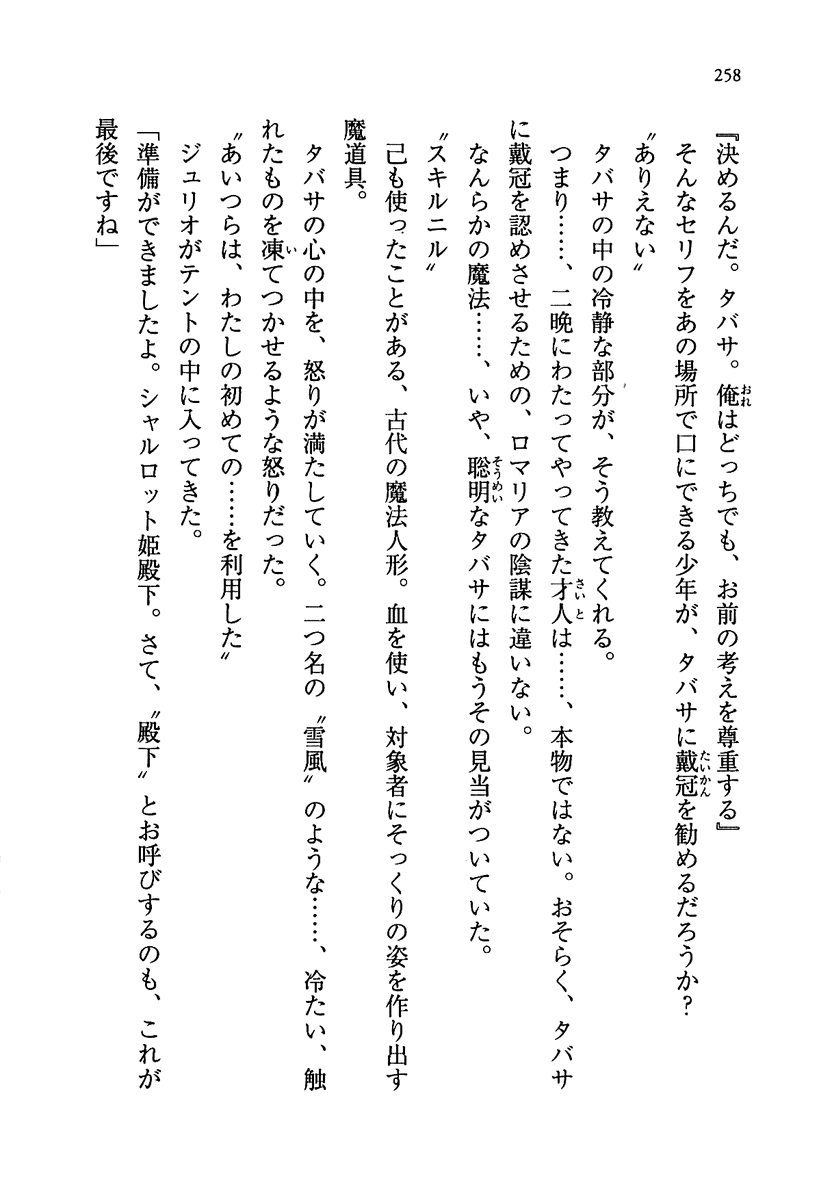 258
『決めるんだ。タバサ。俺はどっちでも、お前の考えを尊重する』
そんなセリフをあの場所で口にできる少年が、タバサに戴冠を勧めるだろうか?
〝ありえない〟
タバサの中の冷静な部分が、そう教えてくれる。
つまり……、二晩にわたってやってきた才人は……、本物ではない。おそらく、タバサ
に戴冠を認めさせるための、ロマリアの陰謀に違いない。
なんらかの魔法……、いや、聡明なタバサにはもうその見当がついていた。
〝スキルニル〟
己も使ったことがある、古代の魔法人形。血を使い、対象者にそっくりの姿を作り出す
魔道具。
タバサの心の中を、怒りが満たしていく。二つ名の〝雪風〟のような……、冷たい、触
れたものを凍てつかせるような怒りだった。
〝あいつらは、わたしの初めての……を利用した〟
ジュリオがテントの中に入ってきた。
「準備ができましたよ。シャルロット姫殿下。さて、〝殿下〟とお呼びするのも、これが
最後ですね」